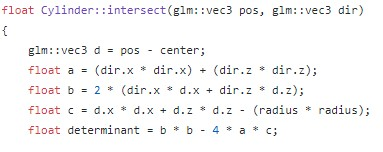 float Cylinder::intersect(glm::vec3 pos, glm::vec3 dir)
{
    glm::vec3 d = pos - center;
    float a = (dir.x * dir.x) + (dir.z * dir.z);
    float b = 2 * (dir.x * d.x + dir.z * d.z);
    float c = d.x * d.x + d.z * d.z - (radius * radius);
    float determinant = b * b - 4 * a * c;